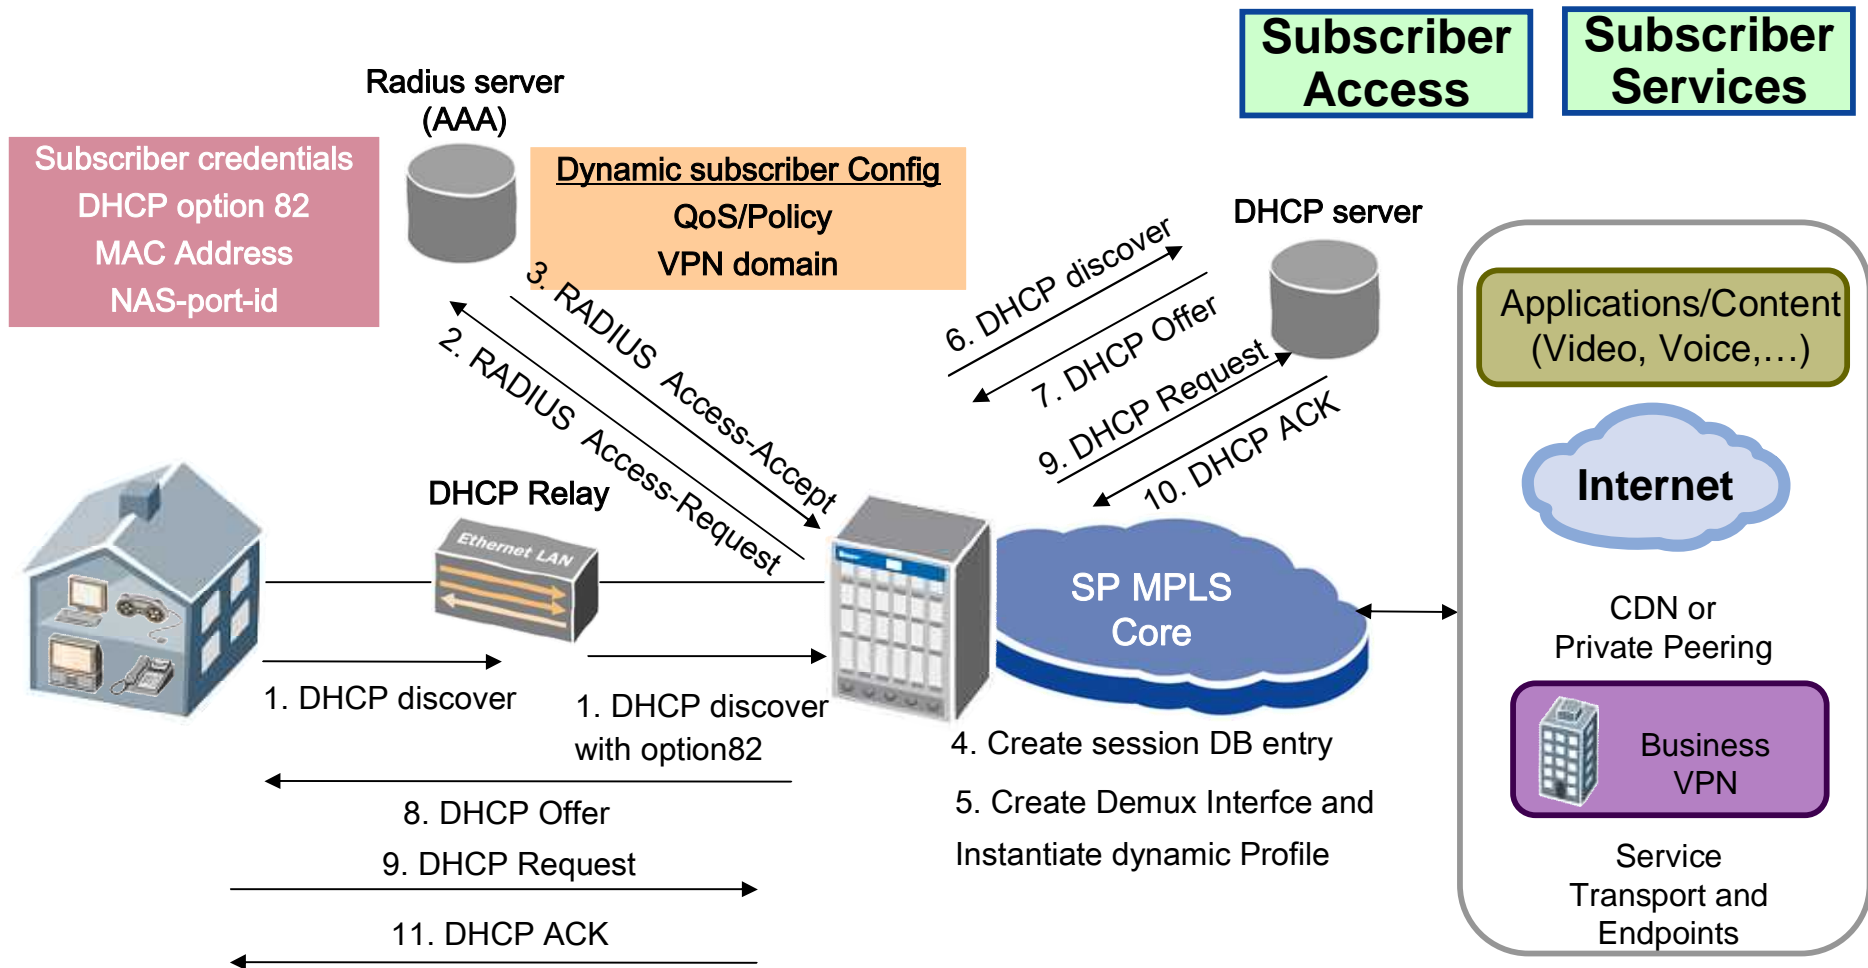 Subscriber
Access
Subscriber
Services
Radius server
(AAA)
Subscriber credentials
DHCP option 82
MAC Address
NAS-port-id
Dynamic subscriber Config
QoS/Policy
VPN domain
DHCP server
3. RADIUS Access-Accept
2. RADIUS Access-Request
6. DHCP discover
7. DHCP Offer
9. DHCP Request
10. DHCP ACK
Applications/Content
(Video, Voice,...)
Internet
CDN or
Private Peering
Business
VPN
Service
Transport and
Endpoints
DHCP Relay
Ethernet LAN
SP MPLS
Core
1. DHCP discover
1. DHCP discover
with option82
4. Create session DB entry
5. Create Demux Interfce and
Instantiate dynamic Profile
8. DHCP Offer
9. DHCP Request
11. DHCP ACK